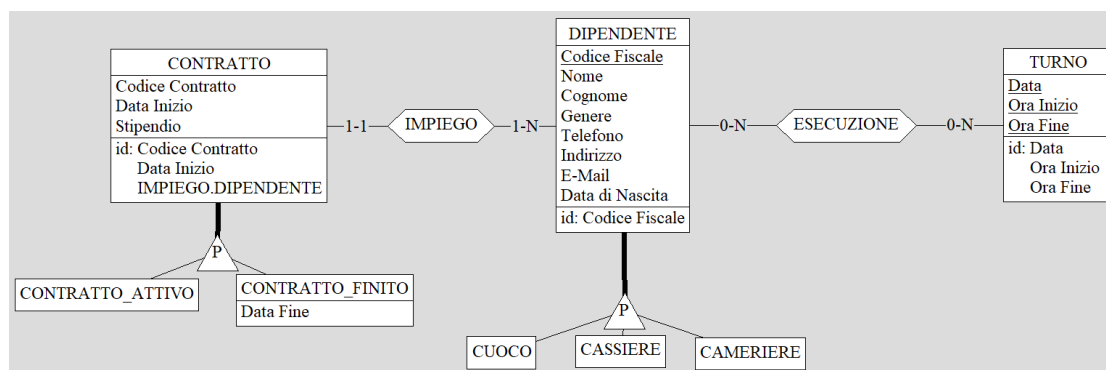 CONTRATTO
Codice Contratto
Data Inizio
Stipendio
id: Codice Contratto
Data Inizio
IMPIEGO.DIPENDENTE
P
CONTRATTO_ATTIVO
CONTRATTO_FINITO
Data Fine
1-1
IMPIEGO
1-N
DIPENDENTE
Codice Fiscale
Nome
Cognome
Genere
Telefono
Indirizzo
E-Mail
Data di Nascita
id: Codice Fiscale
P
CUOCO
CASSIERE
CAMERIERE
0-N
ESECUZIONE
0-N
TURNO
Data
Ora Inizio
Ora Fine
id: Data
Ora Inizio
Ora Fine